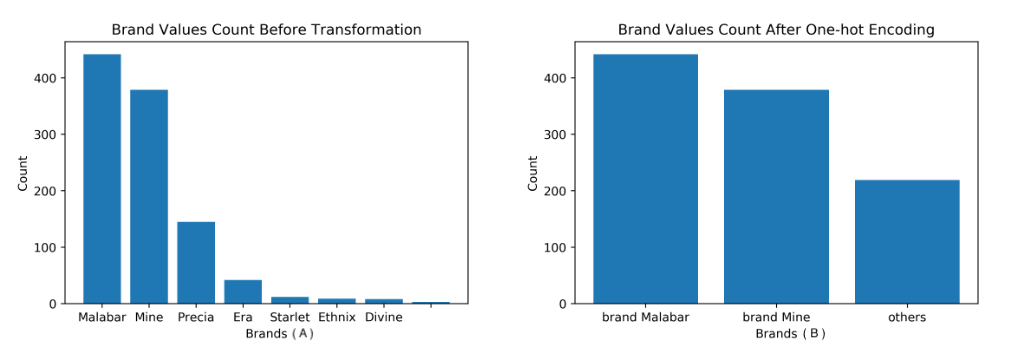 Brand Values Count Before Transformation
Count
400
300
200
100
0
Malabar Mine Precia Era Starlet Ethnix Divine
Brands (A)
Brand Values Count After One-hot Encoding
Count
400
300
200
100
0
brand Malabar brand Mine others
Brands (B)